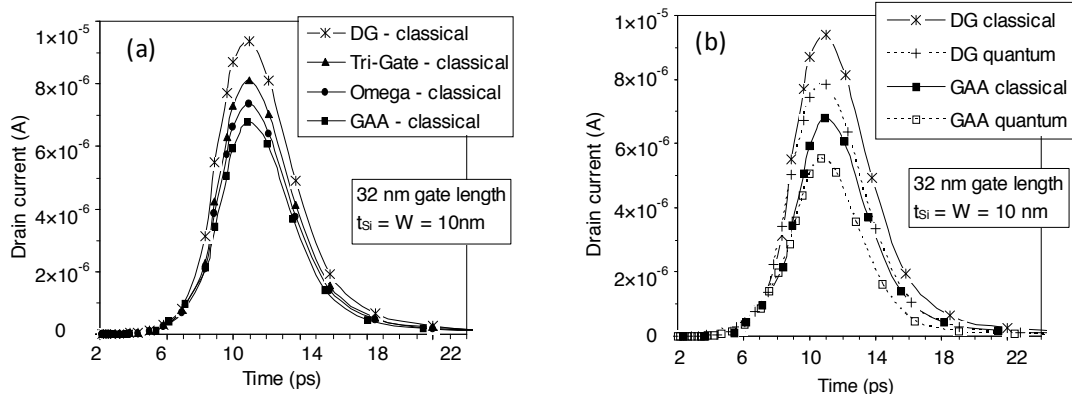 (a)
DG - classical
Tri-Gate - classical
Omega - classical
GAA - classical
32 nm gate length
tSi = W = 10nm
Drain current (A)
1×10-5
8×10-6
6×10-6
4×10-6
2×10-6
0
2 6 10 14 18 22
Time (ps)
(b)
DG classical
DG quantum
GAA classical
GAA quantum
32 nm gate length
tSi = W = 10 nm
Drain current (A)
1×10-5
8×10-6
6×10-6
4×10-6
2×10-6
0
2 6 10 14 18 22
Time (ps)